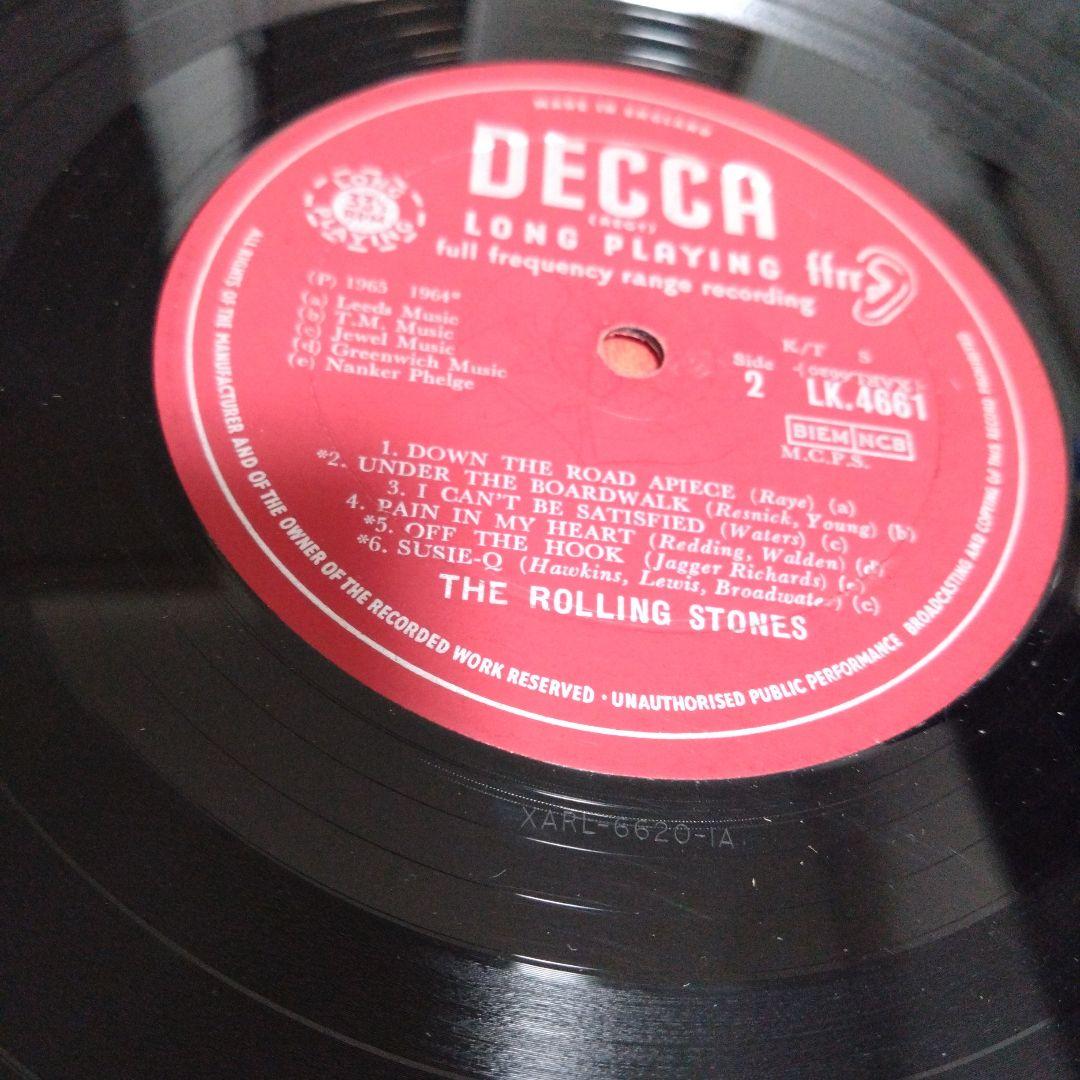 MADE IN ENGLAND
DECCA
(REGT)
LONG PLAYING
full frequency range recording
ffrr
LONG
33⅓
RPM
PLAYING
(P) 1965 1964*
(a) Leeds Music
(b) T.M. Music
(c) Jewel Music
(d) Greenwich Music
(e) Nanker Phelge
K/T S
Side
2
LK.4661
BIEM NCB
M.C.P.S.
1. DOWN THE ROAD APIECE (Raye) (a)
*2. UNDER THE BOARDWALK (Resnick, Young) (b)
3. I CAN'T BE SATISFIED (Waters) (c)
4. PAIN IN MY HEART (Redding, Walden) (d)
*5. OFF THE HOOK (Jagger Richards) (e)
*6. SUSIE-Q (Hawkins, Lewis, Broadwater) (c)
THE ROLLING STONES
ALL RIGHTS OF THE MANUFACTURER AND OF THE OWNER OF THE RECORDED WORK RESERVED · UNAUTHORISED PUBLIC PERFORMANCE BROADCASTING AND COPYING OF THIS RECORD PROHIBITED
XARL-6620-1A